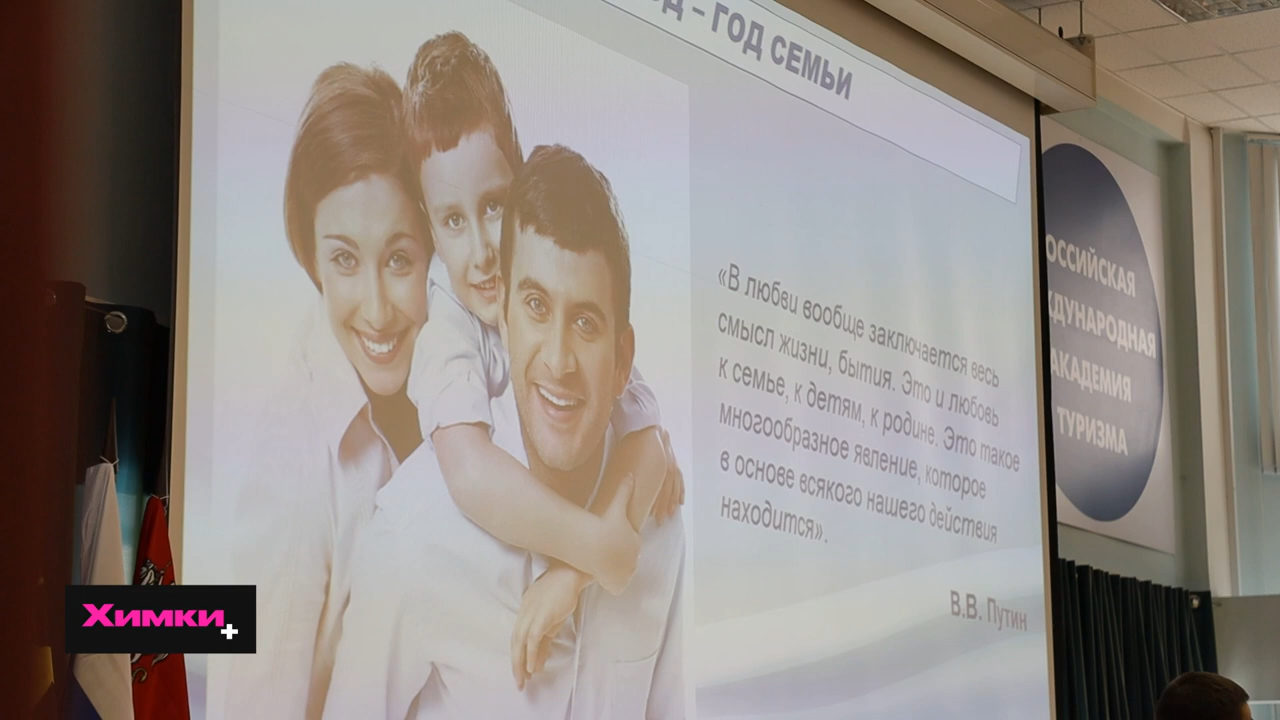 – ГОД СЕМЬИ
«В любви вообще заключается весь
смысл жизни, бытия. Это и любовь
к семье, к детям, к родине. Это такое
многообразное явление, которое
в основе всякого нашего действия
находится».
В.В. Путин
ОССИЙСКАЯ
ДУНАРОДНАЯ
АКАДЕМИЯ
ТУРИЗМА
Химки+